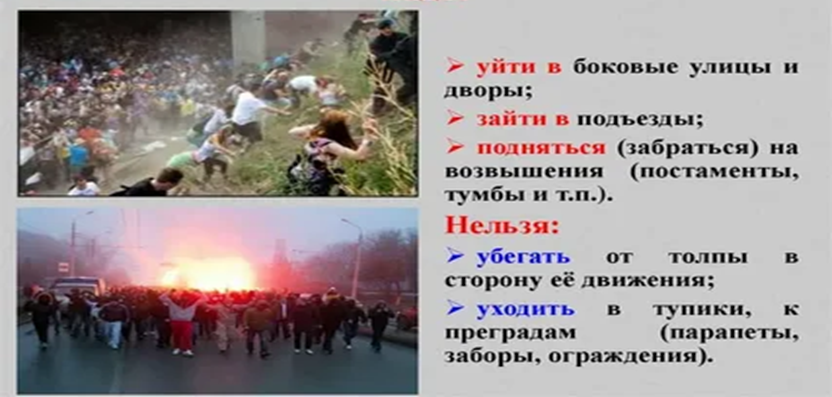 ➢ уйти в боковые улицы и
дворы;
➢ зайти в подъезды;
➢ подняться (забраться) на
возвышения (постаменты,
тумбы и т.п.).
Нельзя:
➢ убегать от толпы в
сторону её движения;
➢ уходить в тупики, к
преградам (парапеты,
заборы, ограждения).